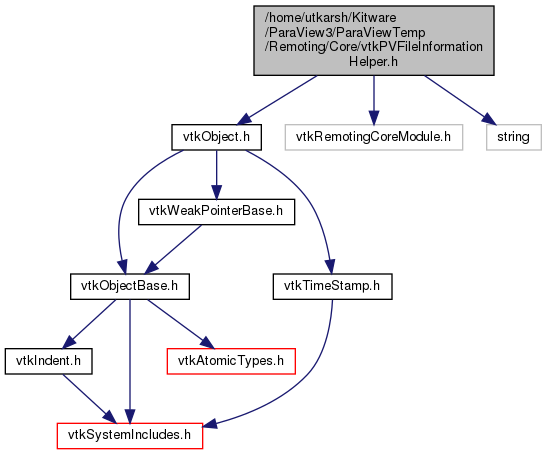 /home/utkarsh/Kitware
/ParaView3/ParaViewTemp
/Remoting/Core/vtkPVFileInformation
Helper.h
vtkObject.h
vtkRemotingCoreModule.h
string
vtkWeakPointerBase.h
vtkObjectBase.h
vtkTimeStamp.h
vtkIndent.h
vtkAtomicTypes.h
vtkSystemIncludes.h